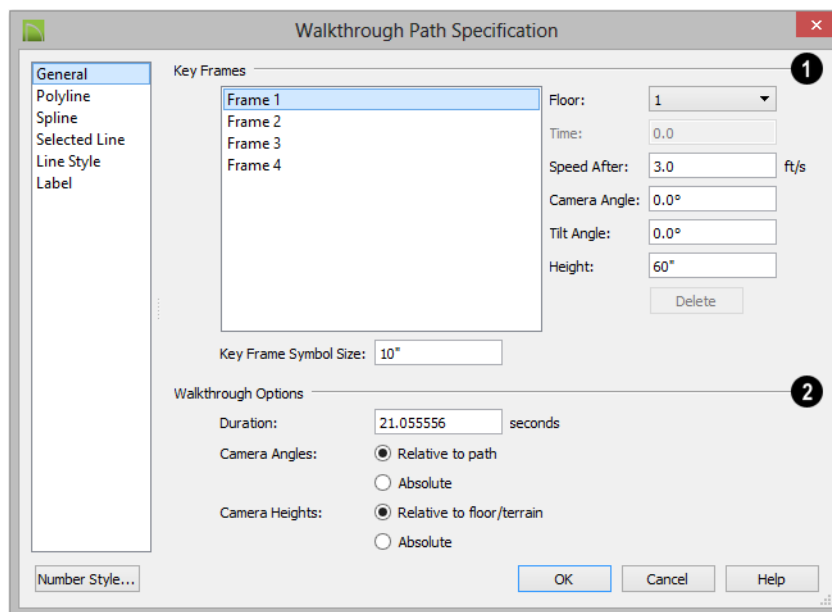 Walkthrough Path Specification
General
Polyline
Spline
Selected Line
Line Style
Label
Key Frames
1
Frame 1
Frame 2
Frame 3
Frame 4
Floor: 1
Time: 0.0
Speed After: 3.0 ft/s
Camera Angle: 0.0°
Tilt Angle: 0.0°
Height: 60"
Delete
Key Frame Symbol Size: 10"
Walkthrough Options
2
Duration: 21.055556 seconds
Camera Angles: Relative to path
Absolute
Camera Heights: Relative to floor/terrain
Absolute
Number Style... OK Cancel Help